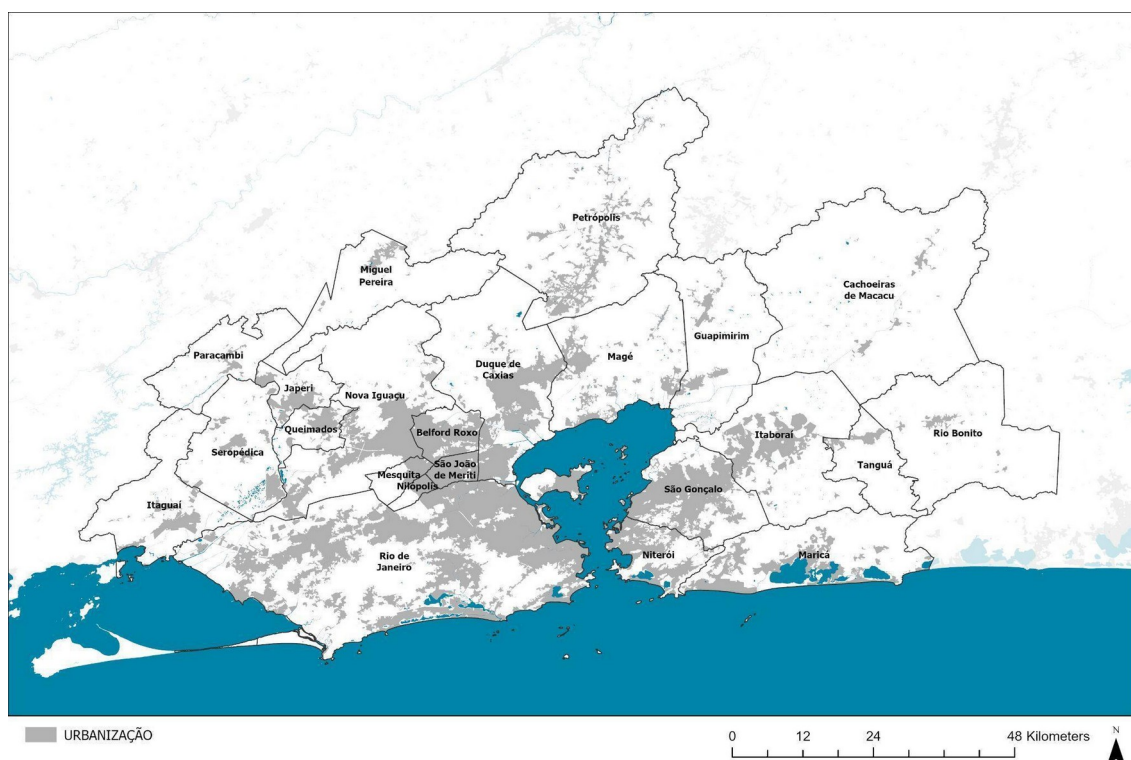 Petrópolis
Miguel
Pereira
Cachoeiras
de Macacu
Guapimirim
Paracambi
Duque de
Caxias
Magé
Japeri
Nova Iguaçu
Queimados
Belford Roxo
Itaboraí
Rio Bonito
Seropédica
São João
de Meriti
Mesquita
Nilópolis
Tanguá
São Gonçalo
Itaguaí
Rio de
Janeiro
Niterói
Maricá
URBANIZAÇÃO
0 12 24 48 Kilometers
N